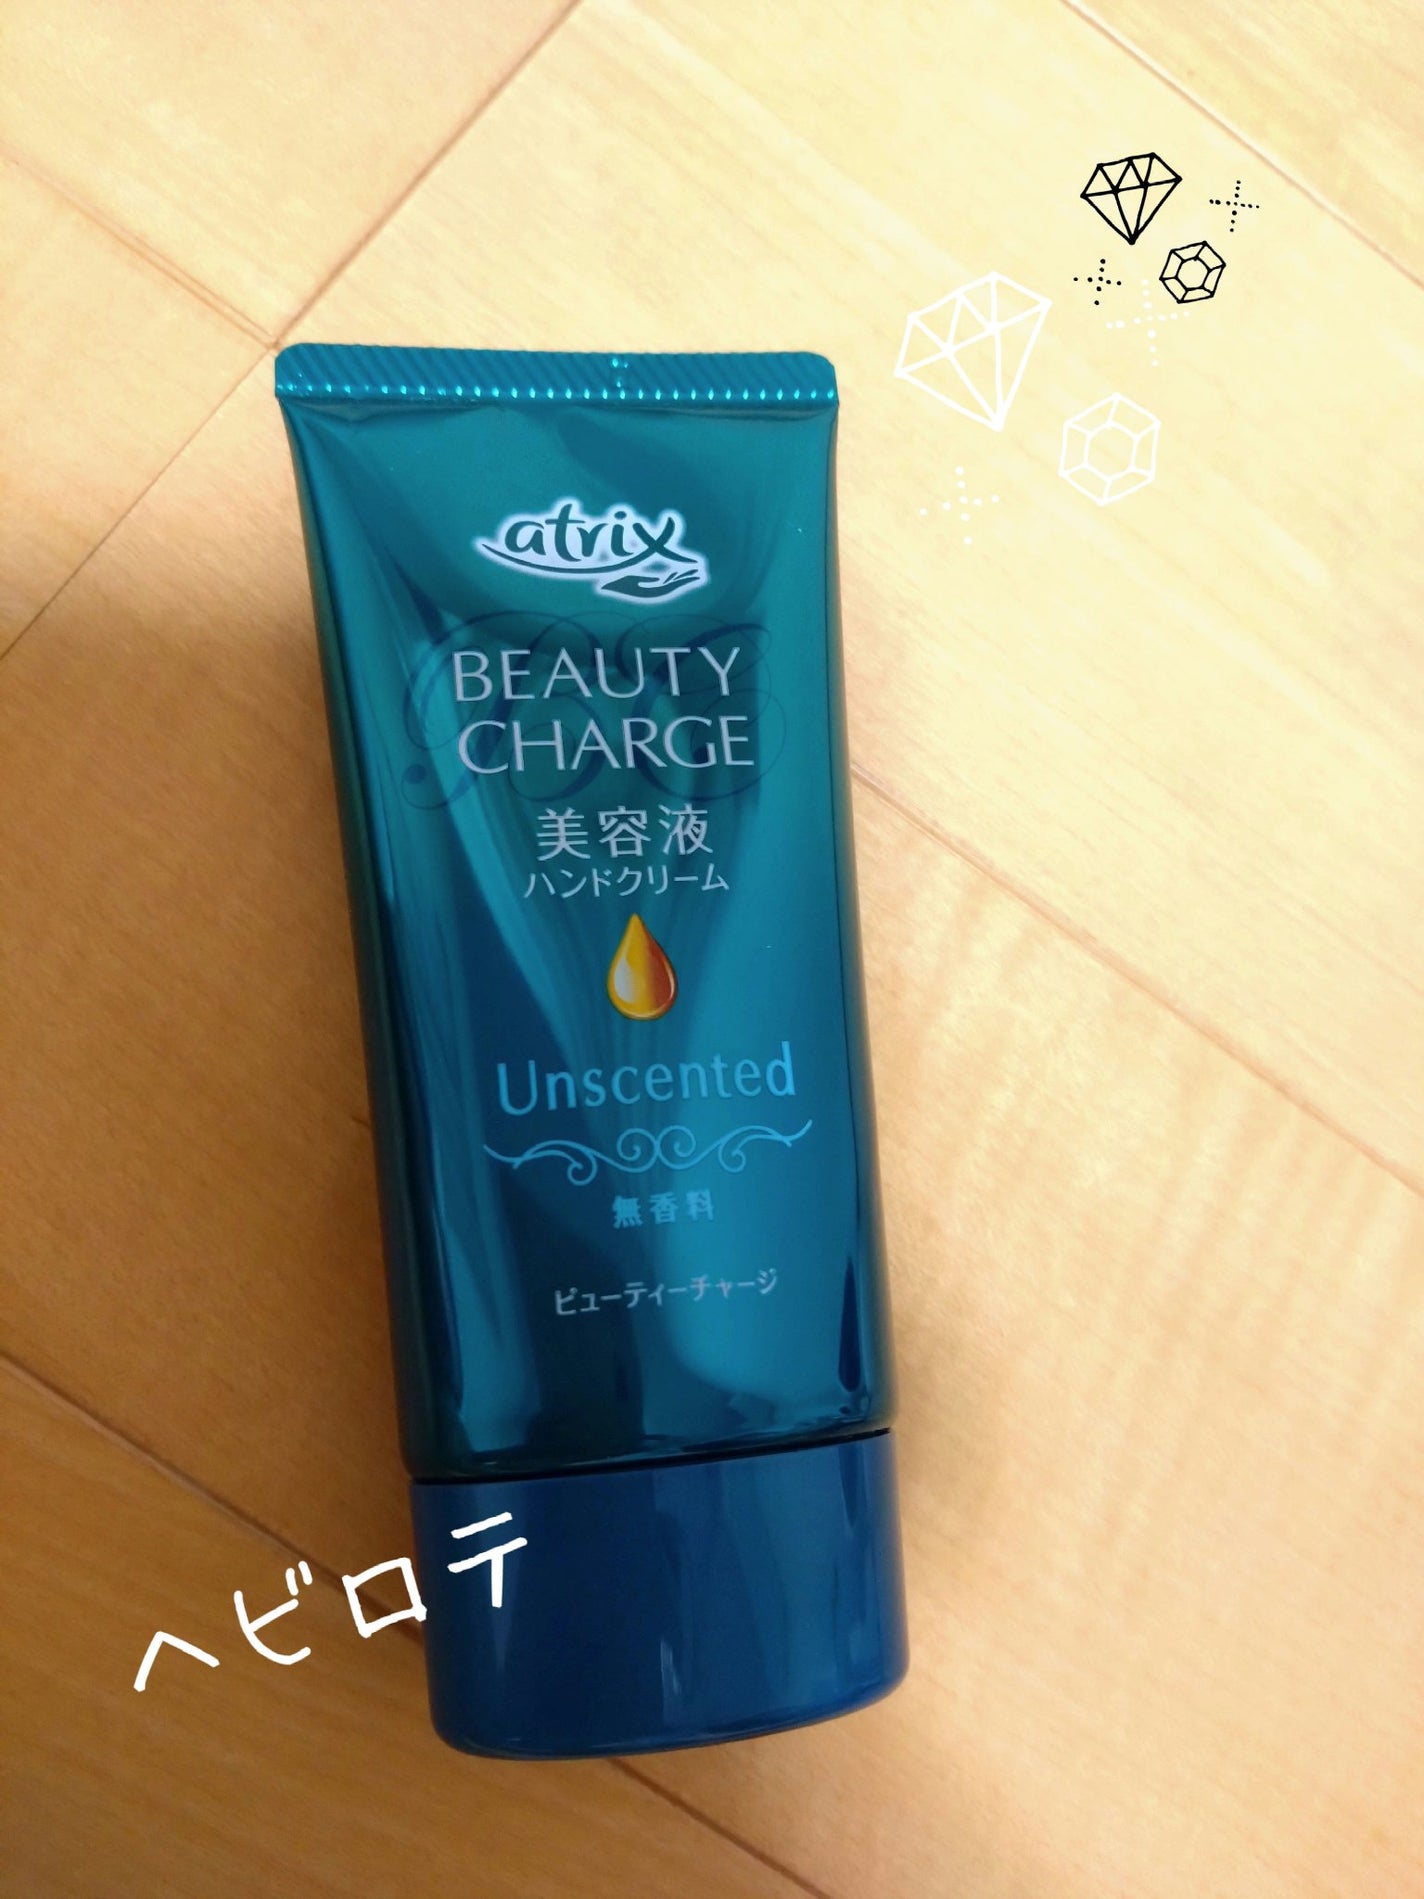 atrix
BEAUTY
CHARGE
美容液
ハンドクリーム
Unscented
無香料
ビューティーチャージ
ヘビロテ